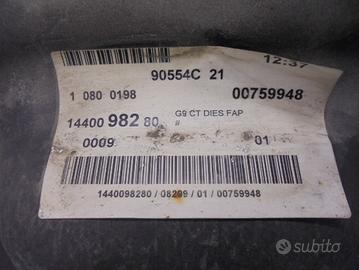 12:37
90554C 21
1 080 0198
00759948
G9 CT DIES FAP
14400 982 80
#
0009
01
1440098280 / 08299 / 01 / 00759948
subito